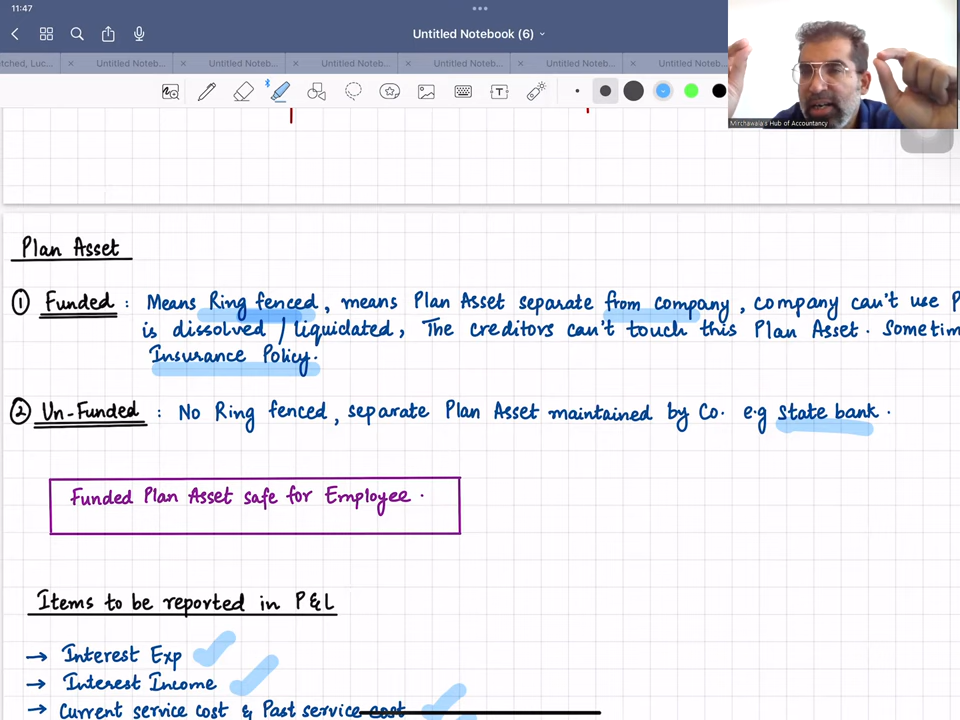 11:47
Untitled Notebook (6)
etched, Luc...
Untitled Noteb...
Untitled Noteb...
Untitled Noteb...
Untitled Noteb...
Untitled Noteb...
Untitled Noteb...
Mirchawala's Hub of Accountancy
Plan Asset
① Funded : Means Ring fenced, means Plan Asset separate from company, company can't use P
is dissolved / liquidated, The creditors can't touch this Plan Asset. Sometim
Insurance Policy.
② Un-Funded : No Ring fenced, separate Plan Asset maintained by Co. e.g State bank.
Funded Plan Asset safe for Employee.
Items to be reported in P&L
→ Interest Exp
→ Interest Income
→ Current service cost & Past service cost